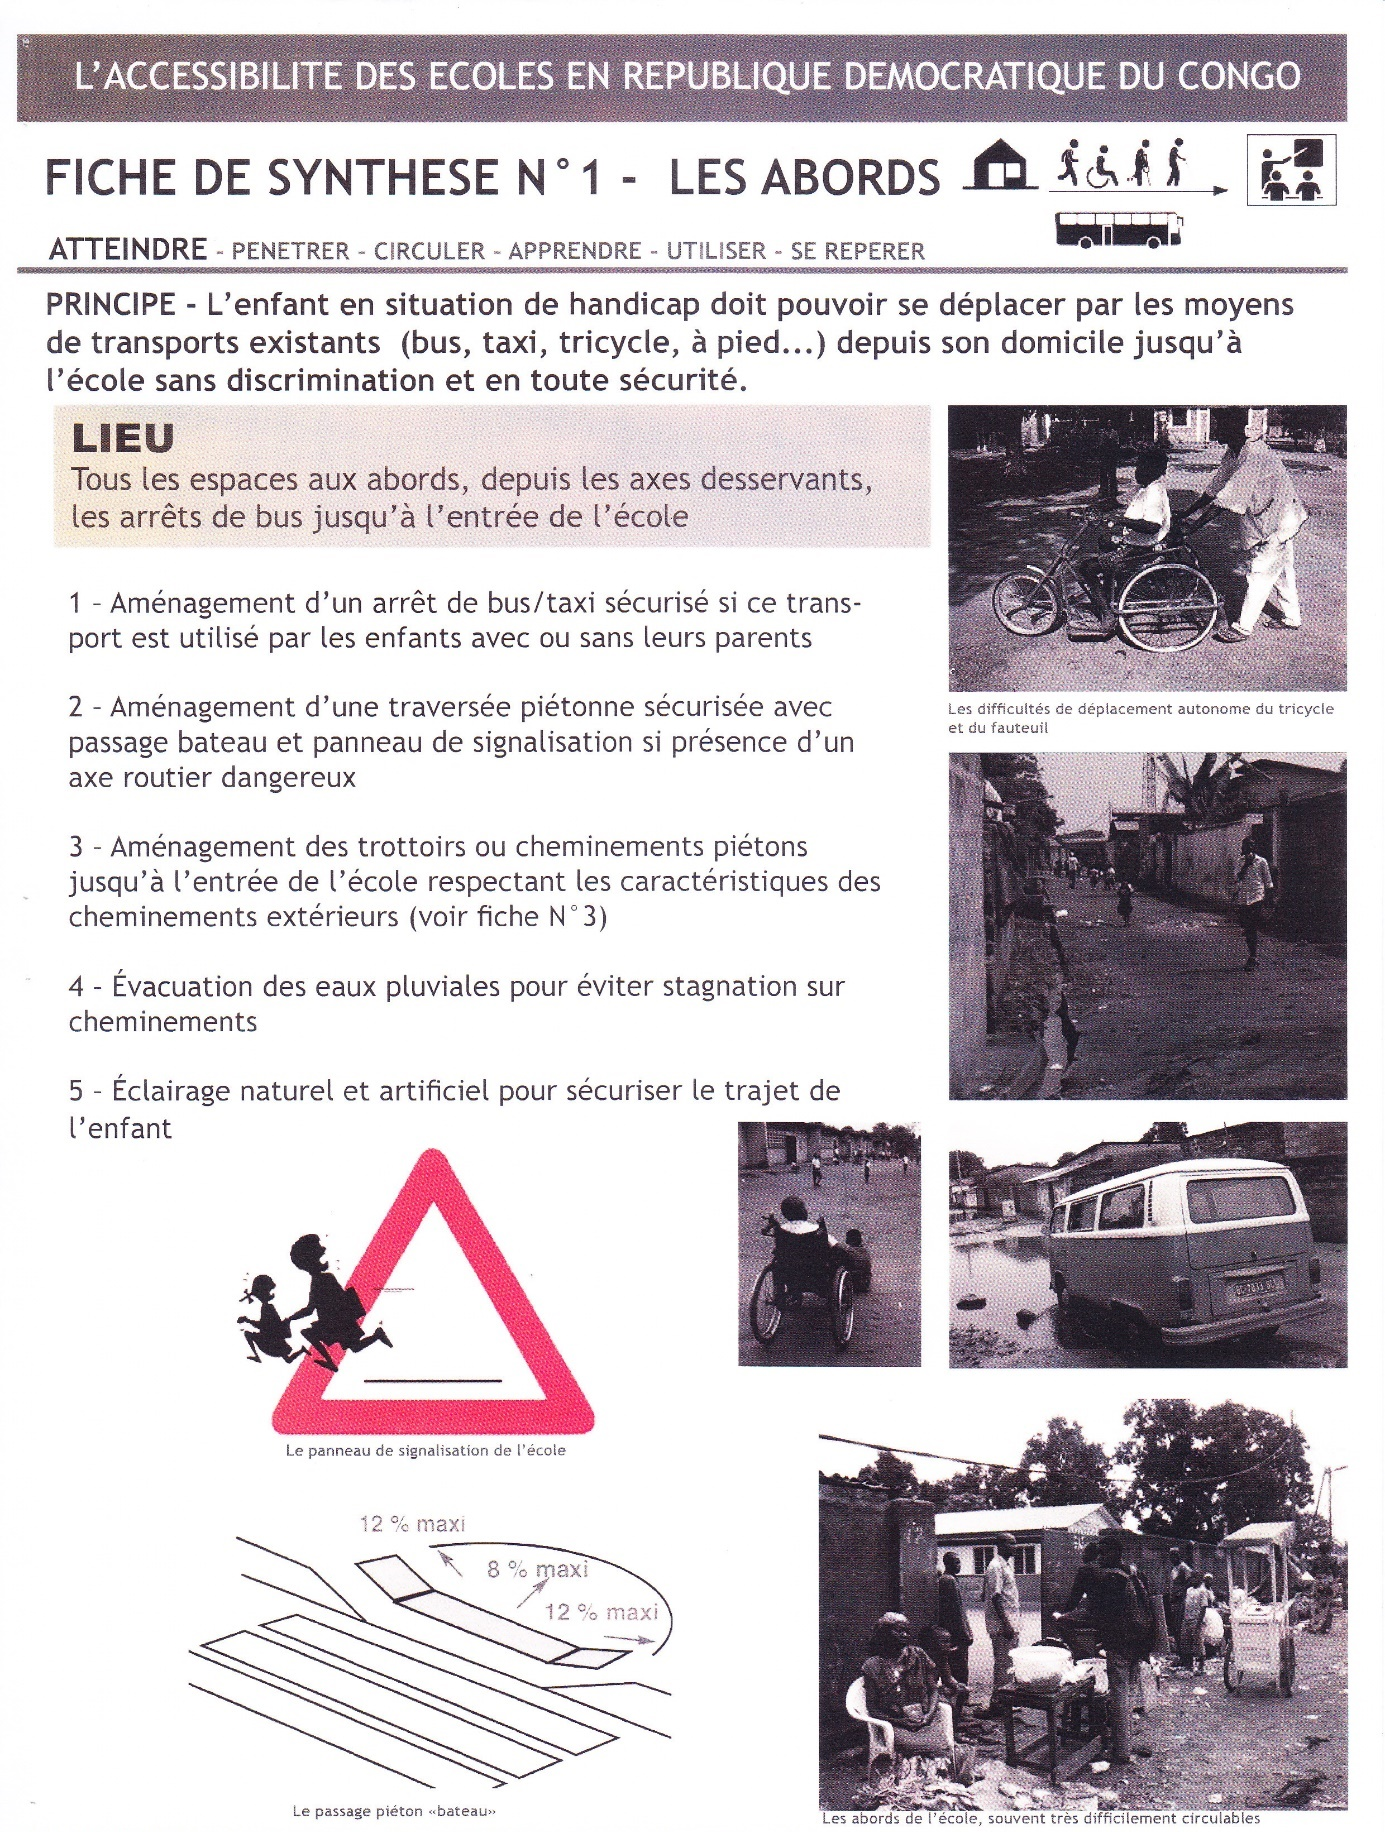 L'ACCESSIBILITE DES ECOLES EN REPUBLIQUE DEMOCRATIQUE DU CONGO
FICHE DE SYNTHESE N°1 - LES ABORDS
ATTEINDRE - PENETRER - CIRCULER - APPRENDRE - UTILISER - SE REPERER
PRINCIPE - L'enfant en situation de handicap doit pouvoir se déplacer par les moyens
de transports existants (bus, taxi, tricycle, à pied...) depuis son domicile jusqu'à
l'école sans discrimination et en toute sécurité.
LIEU
Tous les espaces aux abords, depuis les axes desservants,
les arrêts de bus jusqu'à l'entrée de l'école
1 - Aménagement d'un arrêt de bus/taxi sécurisé si ce trans-
port est utilisé par les enfants avec ou sans leurs parents
2 - Aménagement d'une traversée piétonne sécurisée avec
passage bateau et panneau de signalisation si présence d'un
axe routier dangereux
3 - Aménagement des trottoirs ou cheminements piétons
jusqu'à l'entrée de l'école respectant les caractéristiques des
cheminements extérieurs (voir fiche N°3)
4 - Évacuation des eaux pluviales pour éviter stagnation sur
cheminements
5 - Éclairage naturel et artificiel pour sécuriser le trajet de
l'enfant
Les difficultés de déplacement autonome du tricycle
et du fauteuil
Le panneau de signalisation de l'école
12 % maxi
8 % maxi
12 % maxi
Le passage piéton «bateau»
Les abords de l'école, souvent très difficilement circulables